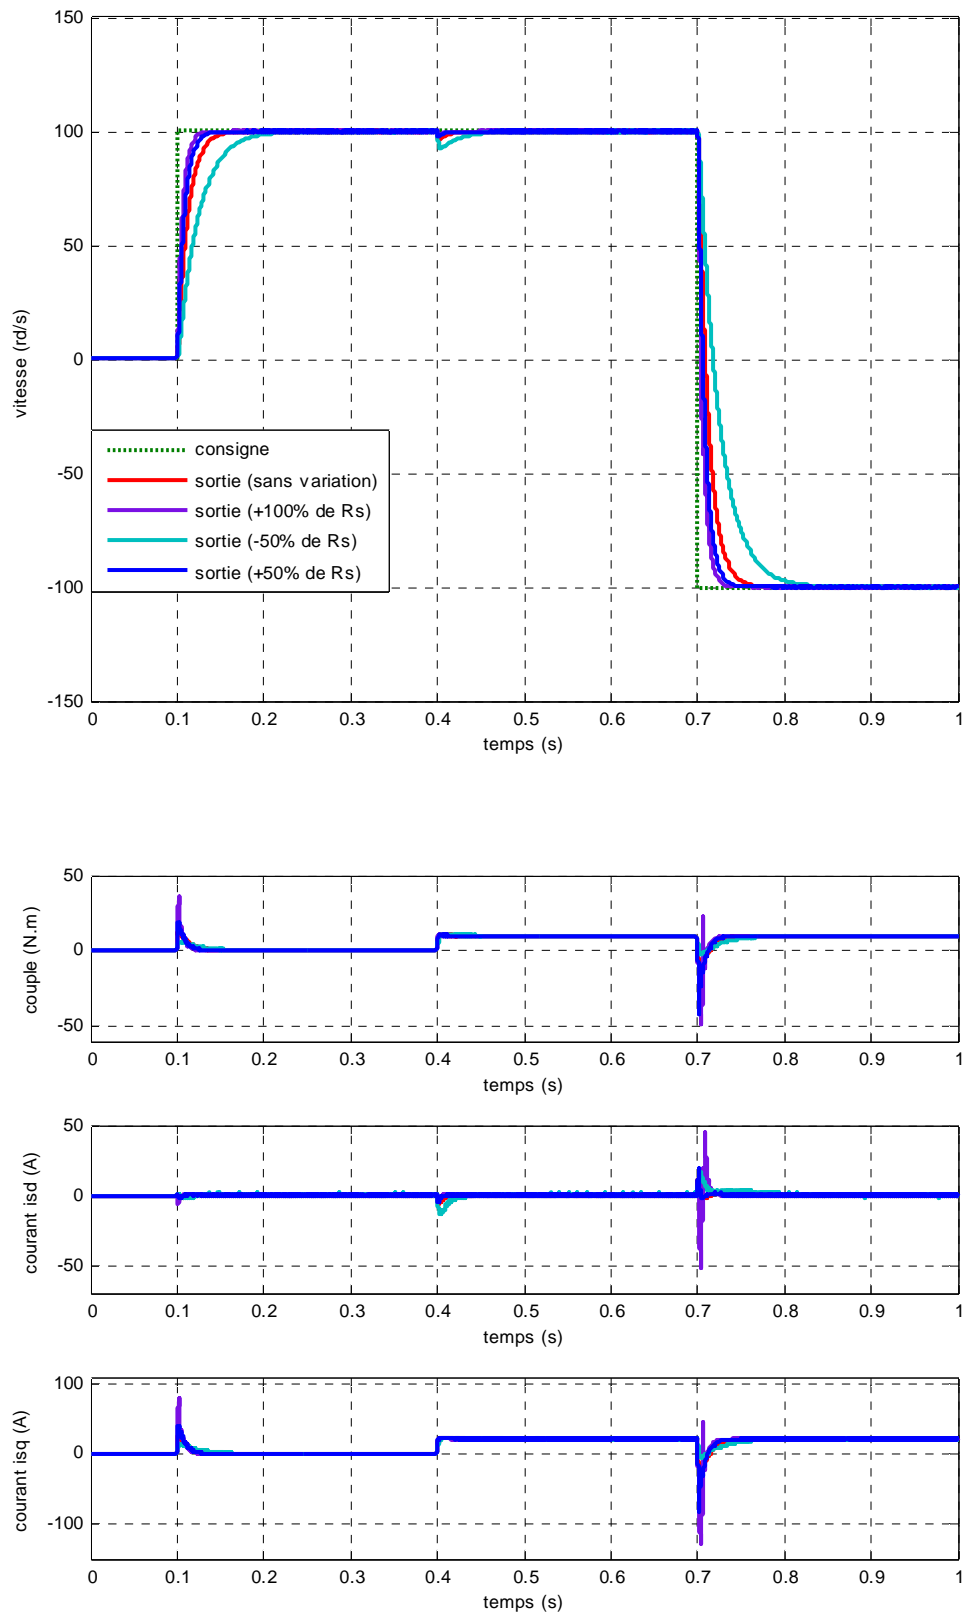 150
100
50
0
-50
-100
-150
vitesse (rd/s)
consigne
sortie (sans variation)
sortie (+100% de Rs)
sortie (-50% de Rs)
sortie (+50% de Rs)
0 0.1 0.2 0.3 0.4 0.5 0.6 0.7 0.8 0.9 1
temps (s)
50
0
-50
couple (N.m)
0 0.1 0.2 0.3 0.4 0.5 0.6 0.7 0.8 0.9 1
temps (s)
50
0
-50
courant isd (A)
0 0.1 0.2 0.3 0.4 0.5 0.6 0.7 0.8 0.9 1
temps (s)
100
0
-100
courant isq (A)
0 0.1 0.2 0.3 0.4 0.5 0.6 0.7 0.8 0.9 1
temps (s)